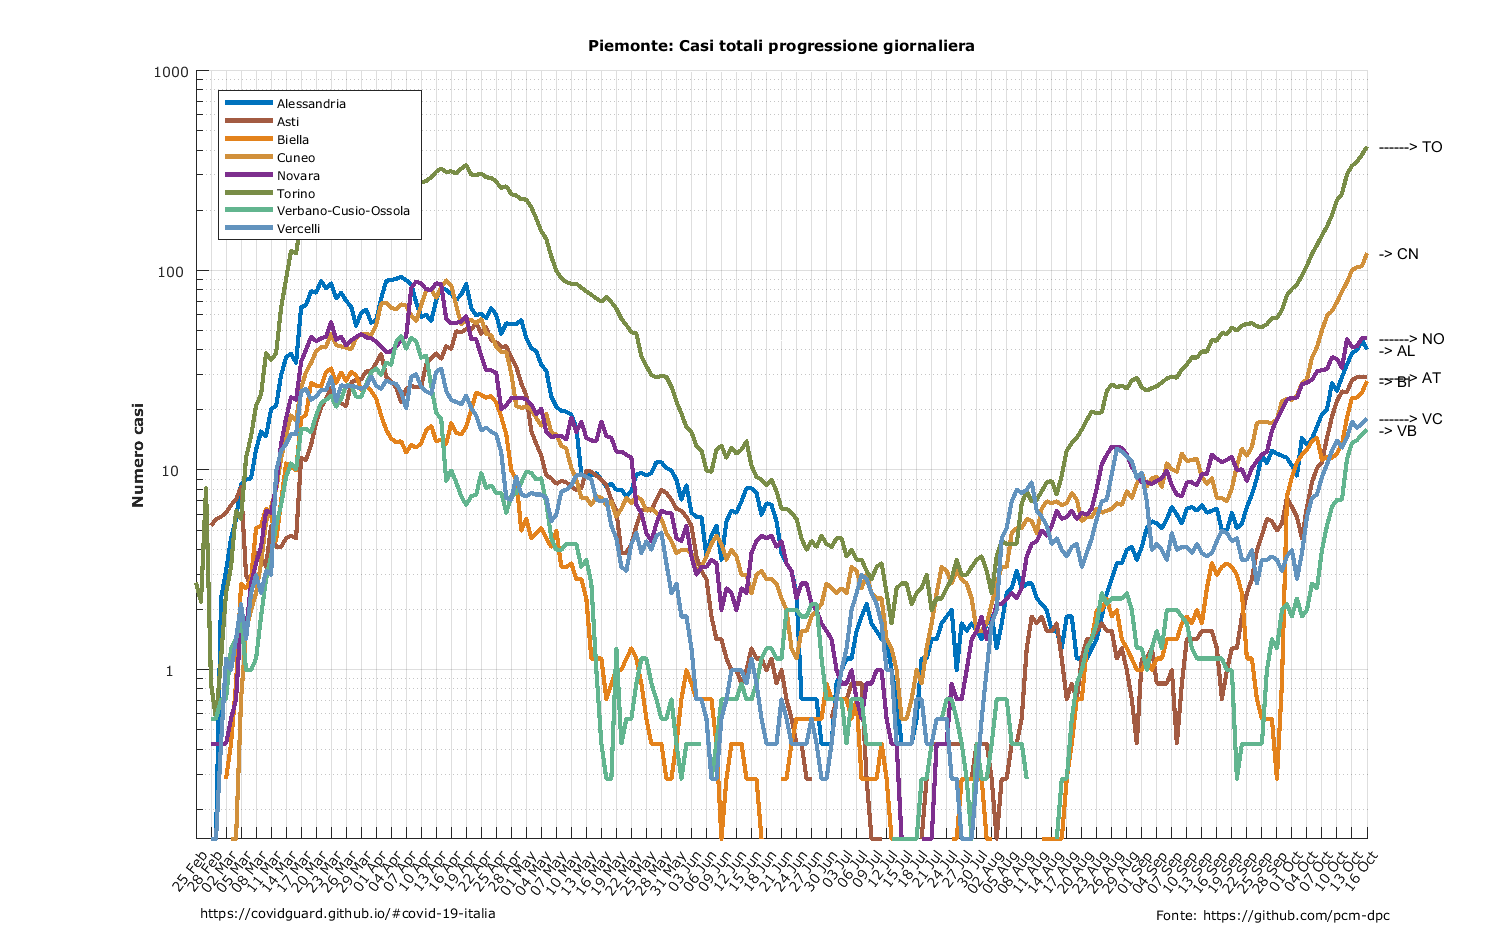 Piemonte: Casi totali progressione giornaliera
1000
100
10
1
Numero casi
Alessandria
Asti
Biella
Cuneo
Novara
Torino
Verbano-Cusio-Ossola
Vercelli
------> TO
-> CN
------> NO
-> AL
------> AT
-> BI
------> VC
-> VB
25 Feb
28 Feb
02 Mar
05 Mar
08 Mar
11 Mar
14 Mar
17 Mar
20 Mar
23 Mar
26 Mar
29 Mar
01 Apr
04 Apr
07 Apr
10 Apr
13 Apr
16 Apr
19 Apr
22 Apr
25 Apr
28 Apr
01 May
04 May
07 May
10 May
13 May
16 May
19 May
22 May
25 May
28 May
31 May
03 Jun
06 Jun
09 Jun
12 Jun
15 Jun
18 Jun
21 Jun
24 Jun
27 Jun
30 Jun
03 Jul
06 Jul
09 Jul
12 Jul
15 Jul
18 Jul
21 Jul
24 Jul
27 Jul
30 Jul
02 Aug
05 Aug
08 Aug
11 Aug
14 Aug
17 Aug
20 Aug
23 Aug
26 Aug
29 Aug
01 Sep
04 Sep
07 Sep
10 Sep
13 Sep
16 Sep
19 Sep
22 Sep
25 Sep
28 Sep
01 Oct
04 Oct
07 Oct
10 Oct
13 Oct
16 Oct
https://covidguard.github.io/#covid-19-italia
Fonte: https://github.com/pcm-dpc